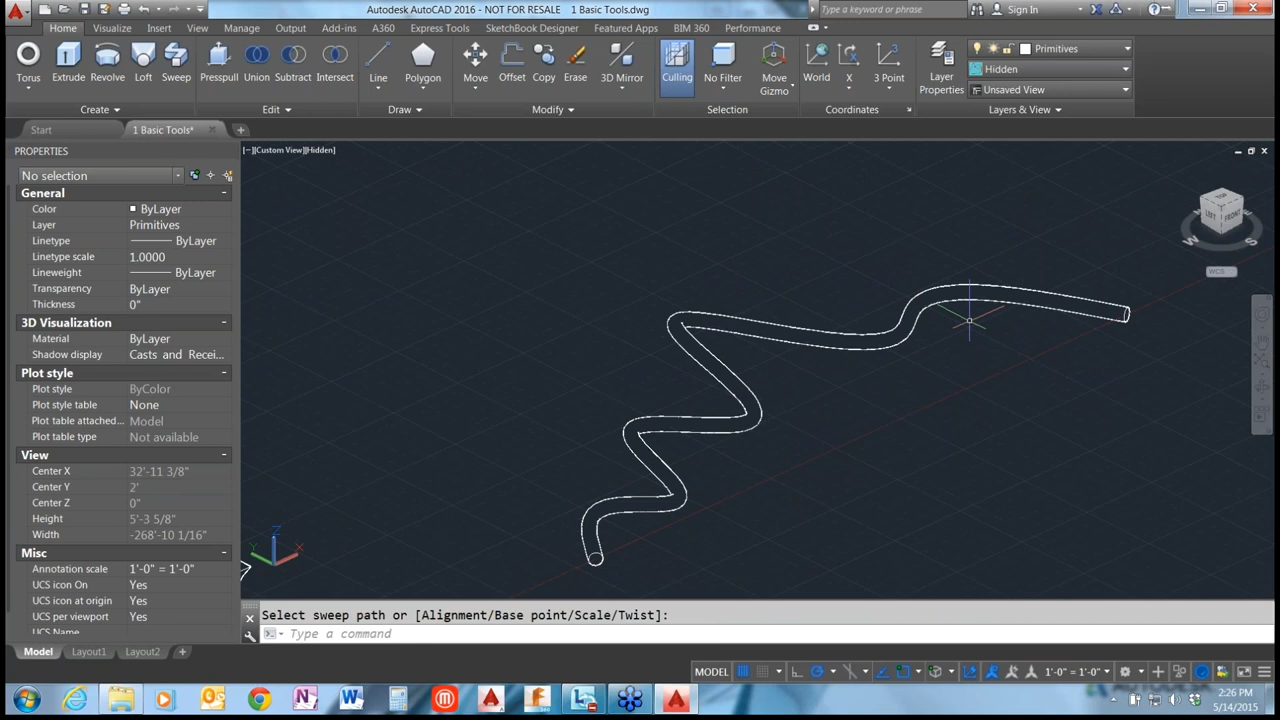 Autodesk AutoCAD 2016 - NOT FOR RESALE 1 Basic Tools.dwg
Type a keyword or phrase
Sign In
Home Visualize Insert View Manage Output Add-ins A360 Express Tools SketchBook Designer Featured Apps BIM 360 Performance
Torus Extrude Revolve Loft Sweep Presspull Union Subtract Intersect Line Polygon Move Offset Copy Erase 3D Mirror Culling No Filter Move Gizmo World X 3 Point Layer Properties
Primitives
Hidden
Unsaved View
Create Edit Draw Modify Selection Coordinates Layers & View
Start 1 Basic Tools*
PROPERTIES
[−][Custom View][Hidden]
No selection
General
Color ByLayer
Layer Primitives
Linetype ByLayer
Linetype scale 1.0000
Lineweight ByLayer
Transparency ByLayer
Thickness 0"
3D Visualization
Material ByLayer
Shadow display Casts and Recei...
Plot style
Plot style ByColor
Plot style table None
Plot table attached... Model
Plot table type Not available
View
Center X 32'-11 3/8"
Center Y 2'
Center Z 0"
Height 5'-3 5/8"
Width -268'-10 1/16"
Misc
Annotation scale 1'-0" = 1'-0"
UCS icon On Yes
UCS icon at origin Yes
UCS per viewport Yes
UCS Name
TOP
LEFT FRONT
W S
WCS
Z
Y X
Select sweep path or [Alignment/Base point/Scale/Twist]:
Type a command
Model Layout1 Layout2
MODEL 1'-0" = 1'-0"
2:26 PM
5/14/2015